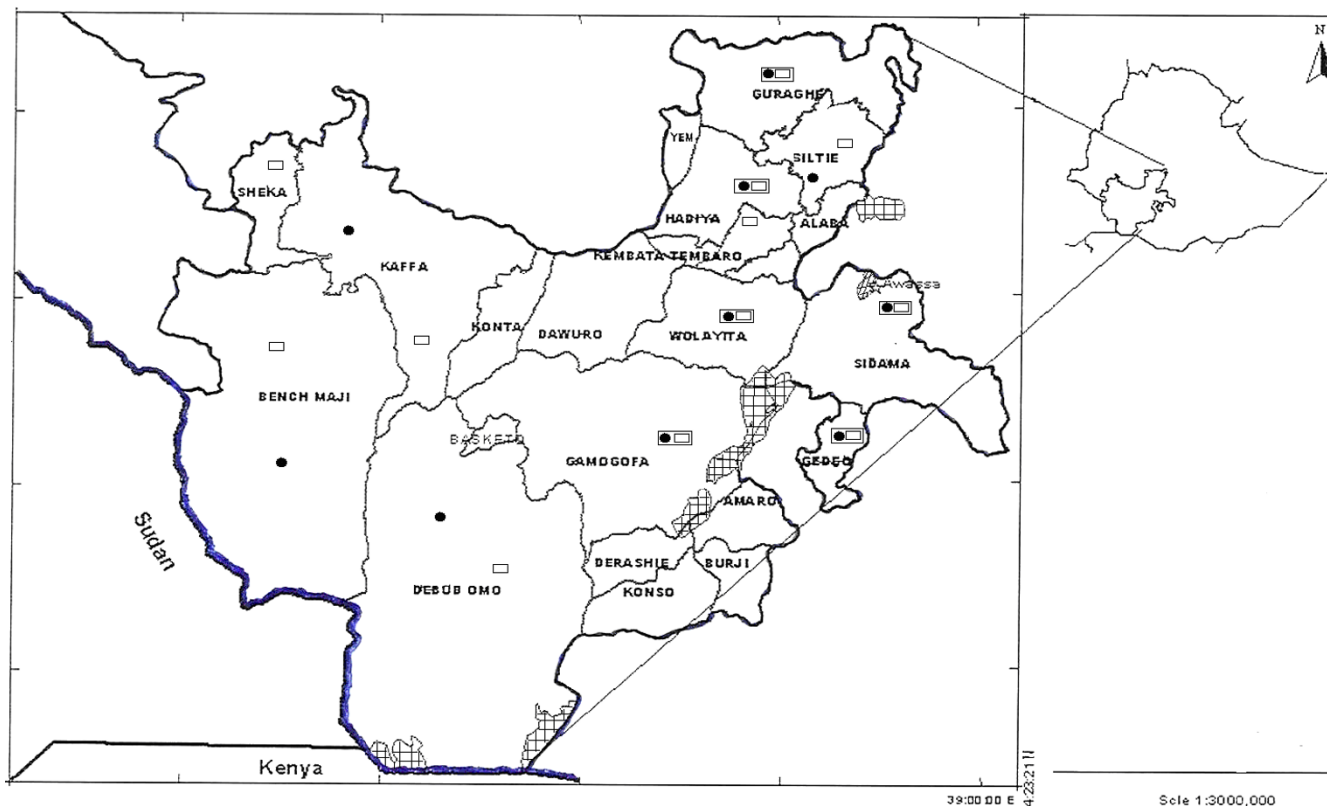 N
GURAGHE
YEM
SILTIE
SHEKA
HADIYA
ALABA
KAFFA
KEMBATA TEMBARO
Awassa
KONTA
DAWURO
WOLAYITA
SIDAMA
BENCH MAJI
BASKETO
GAMOGOFA
GEDEO
AMARO
Sudan
DERASHIE
BURJI
DEBUB OMO
KONSO
Kenya
4:23:21 N
39:00:00 E
Scle 1:3000,000